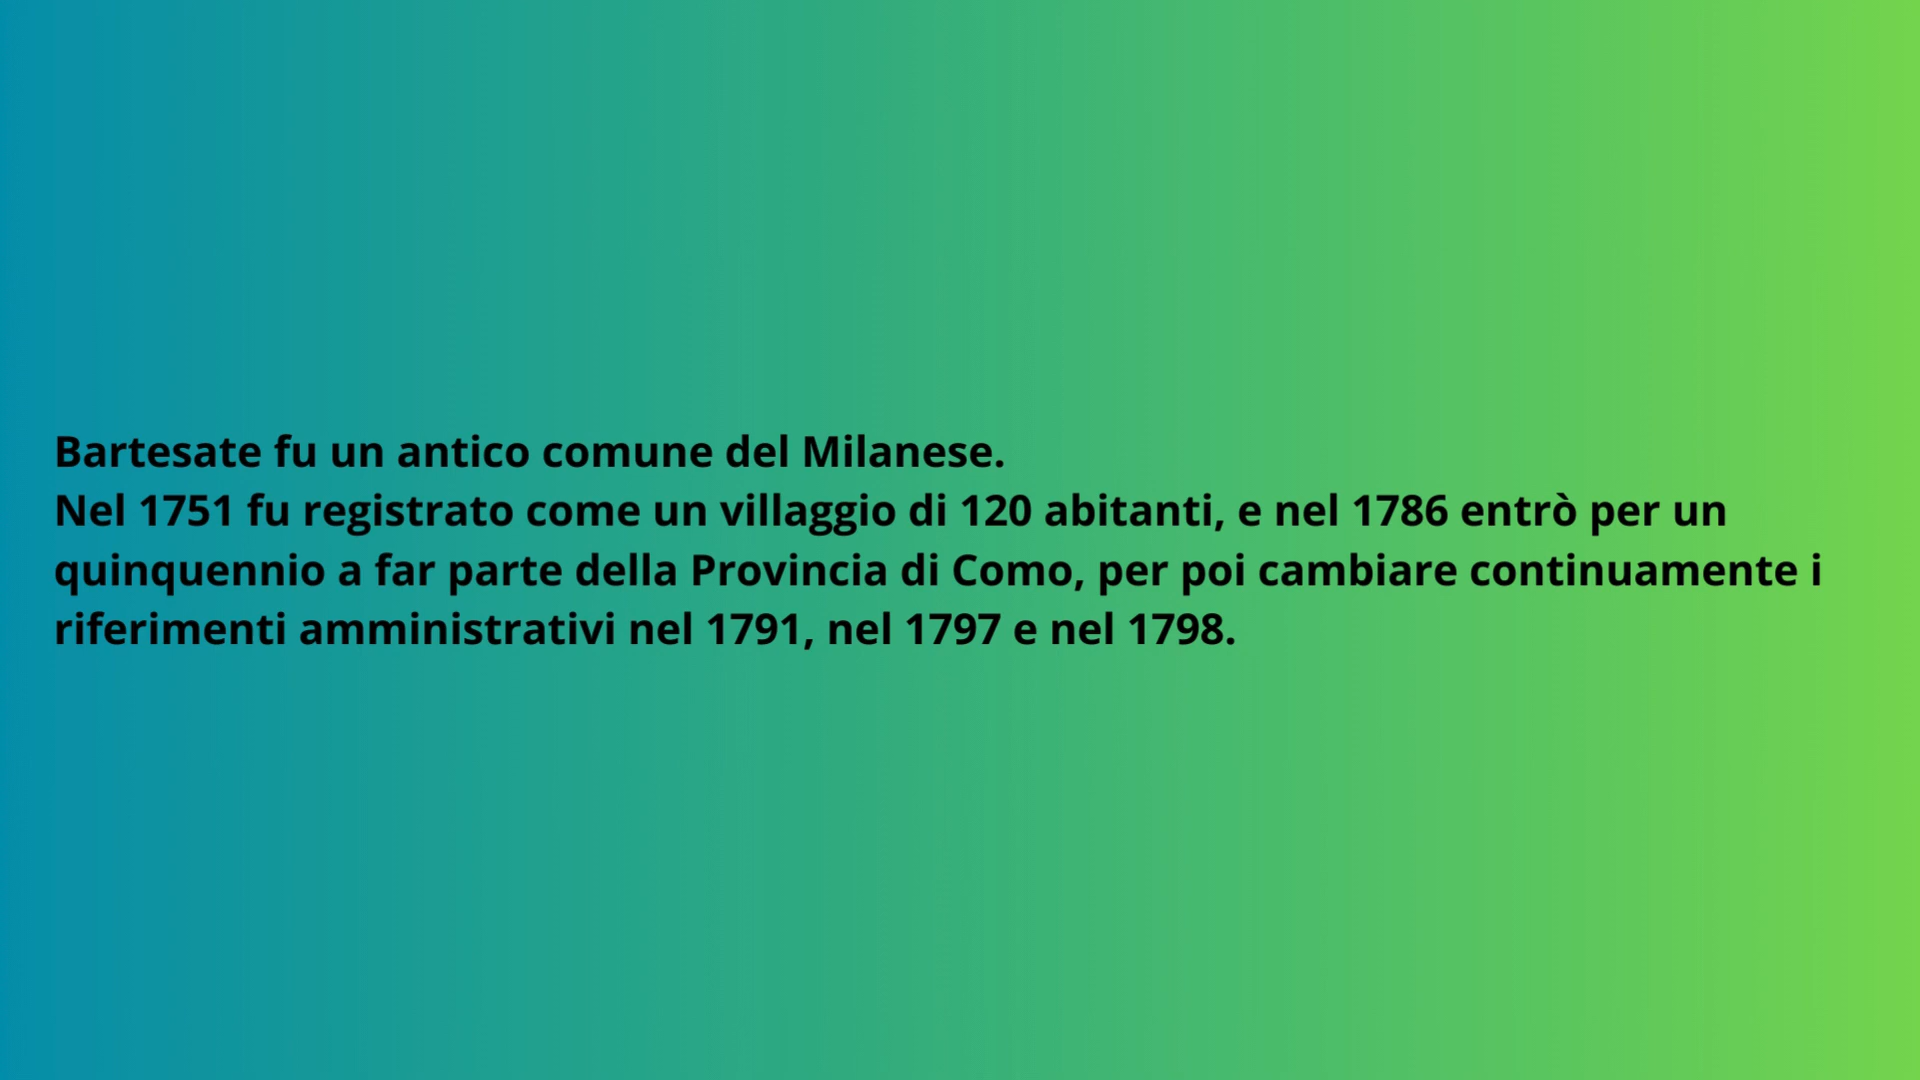 Bartesate fu un antico comune del Milanese.
Nel 1751 fu registrato come un villaggio di 120 abitanti, e nel 1786 entrò per un
quinquennio a far parte della Provincia di Como, per poi cambiare continuamente i
riferimenti amministrativi nel 1791, nel 1797 e nel 1798.